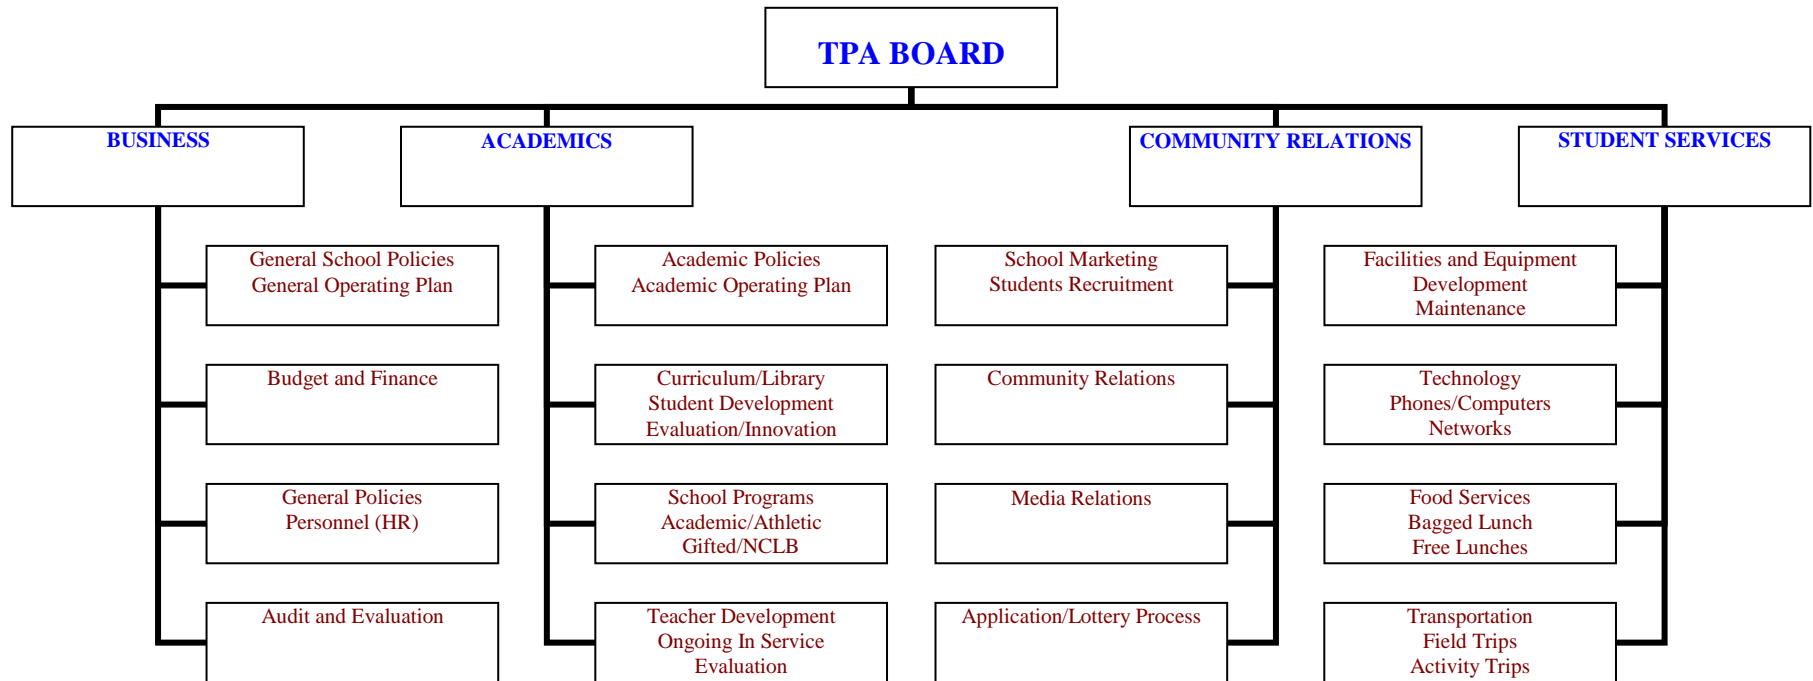 TPA BOARD
BUSINESS
ACADEMICS
COMMUNITY RELATIONS
STUDENT SERVICES
General School Policies
General Operating Plan
Budget and Finance
General Policies
Personnel (HR)
Audit and Evaluation
Academic Policies
Academic Operating Plan
Curriculum/Library
Student Development
Evaluation/Innovation
School Programs
Academic/Athletic
Gifted/NCLB
Teacher Development
Ongoing In Service
Evaluation
School Marketing
Students Recruitment
Community Relations
Media Relations
Application/Lottery Process
Facilities and Equipment
Development
Maintenance
Technology
Phones/Computers
Networks
Food Services
Bagged Lunch
Free Lunches
Transportation
Field Trips
Activity Trips